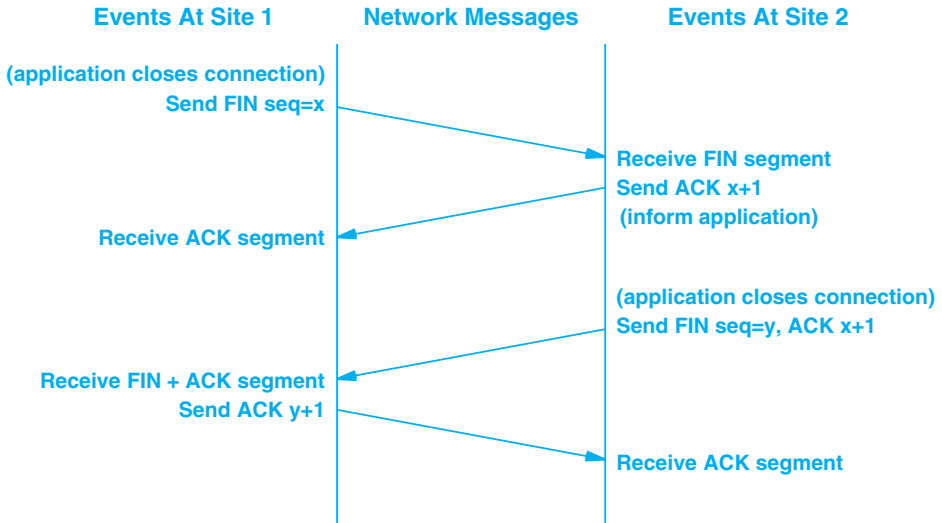 Events At Site 1 Network Messages Events At Site 2
(application closes connection)
Send FIN seq=x
Receive FIN segment
Send ACK x+1
(inform application)
Receive ACK segment
(application closes connection)
Send FIN seq=y, ACK x+1
Receive FIN + ACK segment
Send ACK y+1
Receive ACK segment